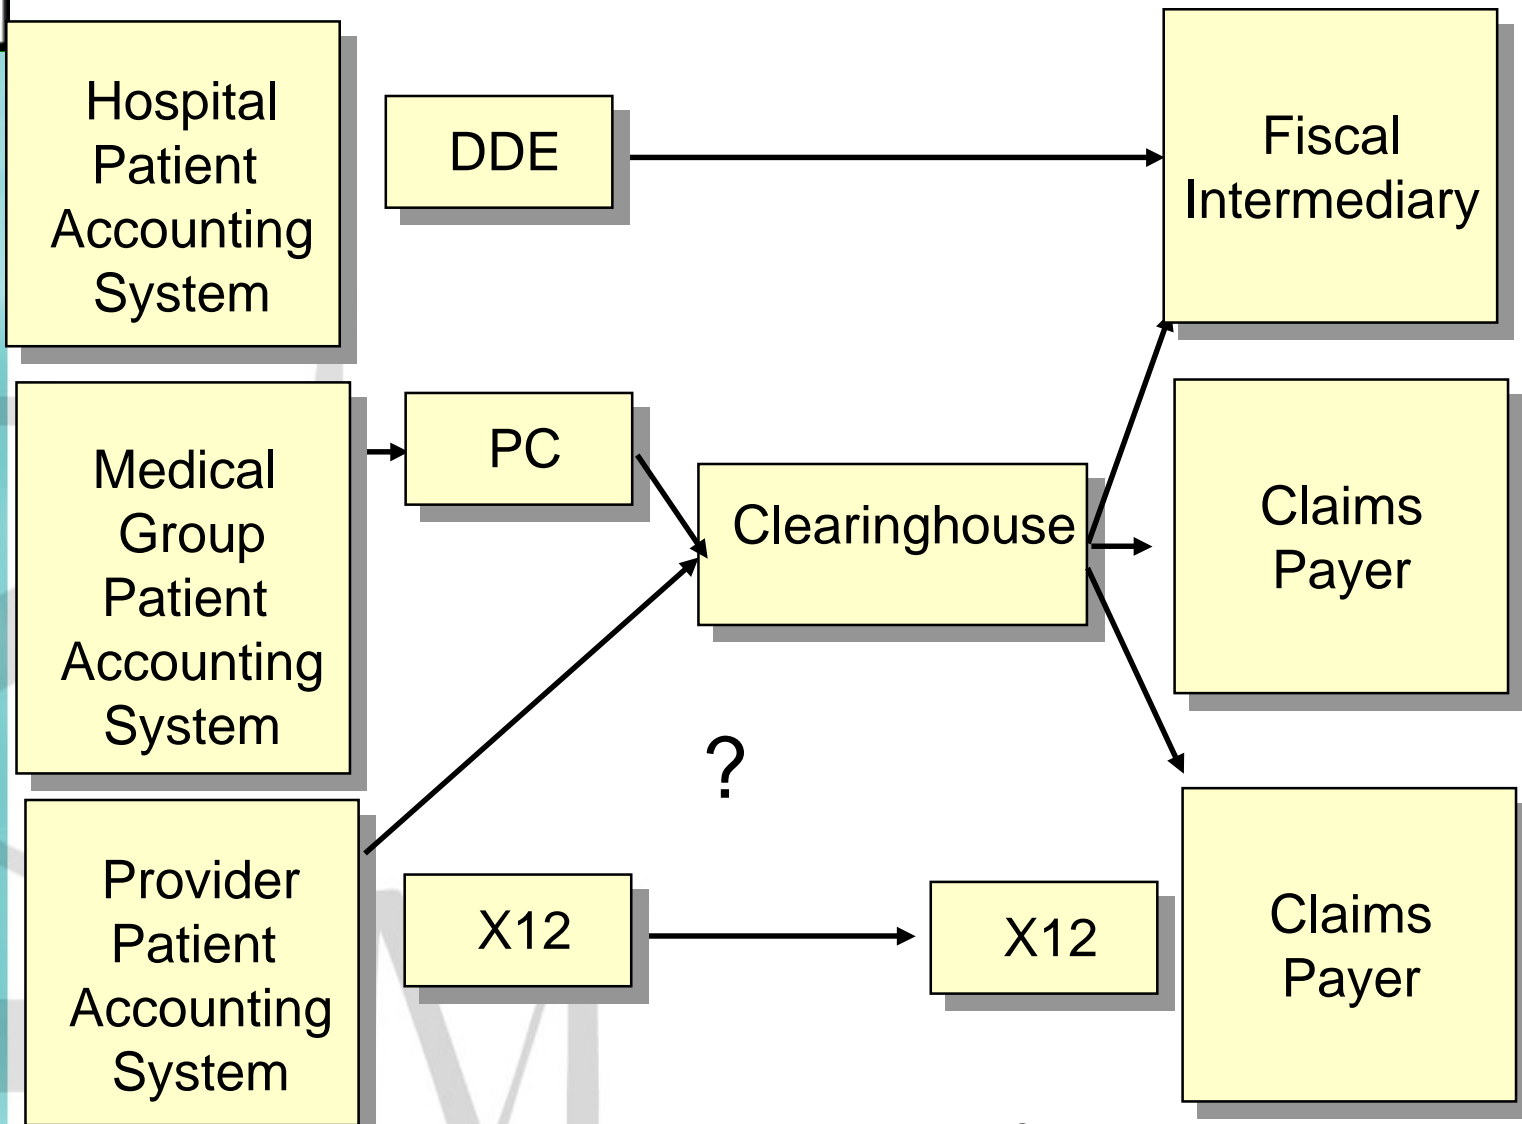 Hospital
Patient
Accounting
System
DDE
Fiscal
Intermediary
Medical
Group
Patient
Accounting
System
PC
Clearinghouse
Claims
Payer
?
Provider
Patient
Accounting
System
X12
X12
Claims
Payer